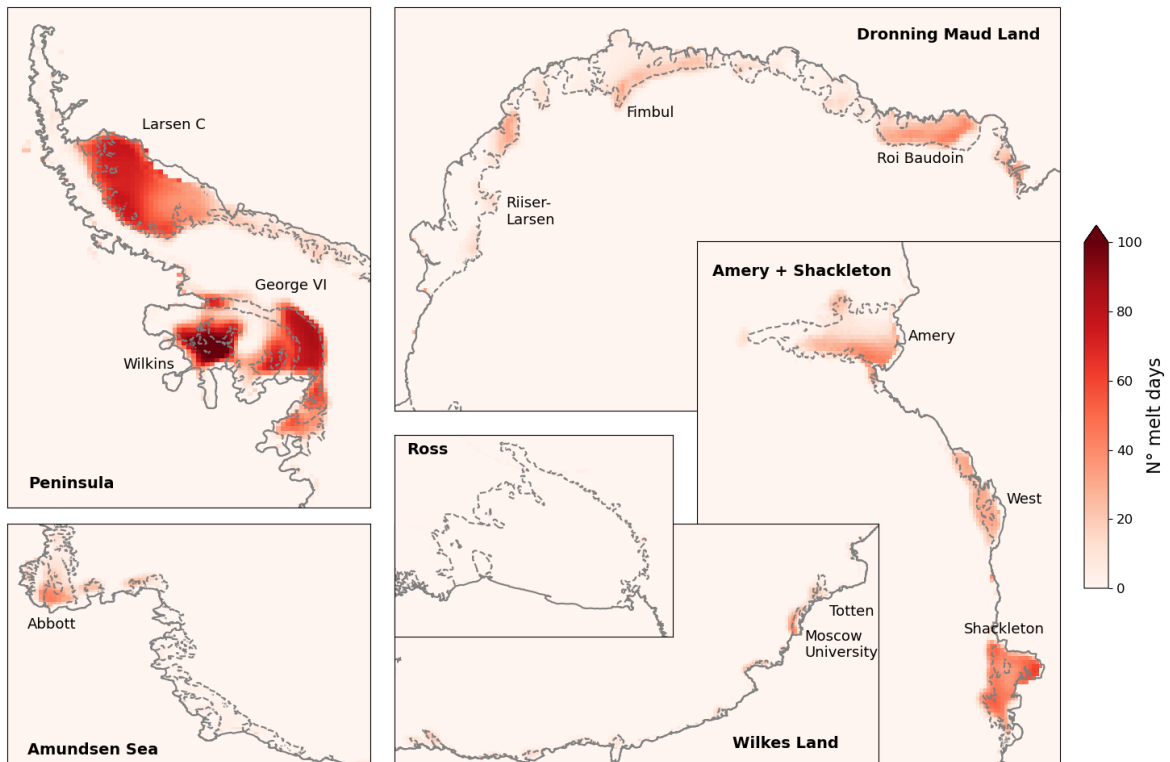 Larsen C
George VI
Wilkins
Peninsula
Dronning Maud Land
Fimbul
Roi Baudoin
Riiser-
Larsen
Amery + Shackleton
Amery
West
Shackleton
Ross
Totten
Moscow
University
Wilkes Land
Abbott
Amundsen Sea
100
80
60
40
20
0
N° melt days